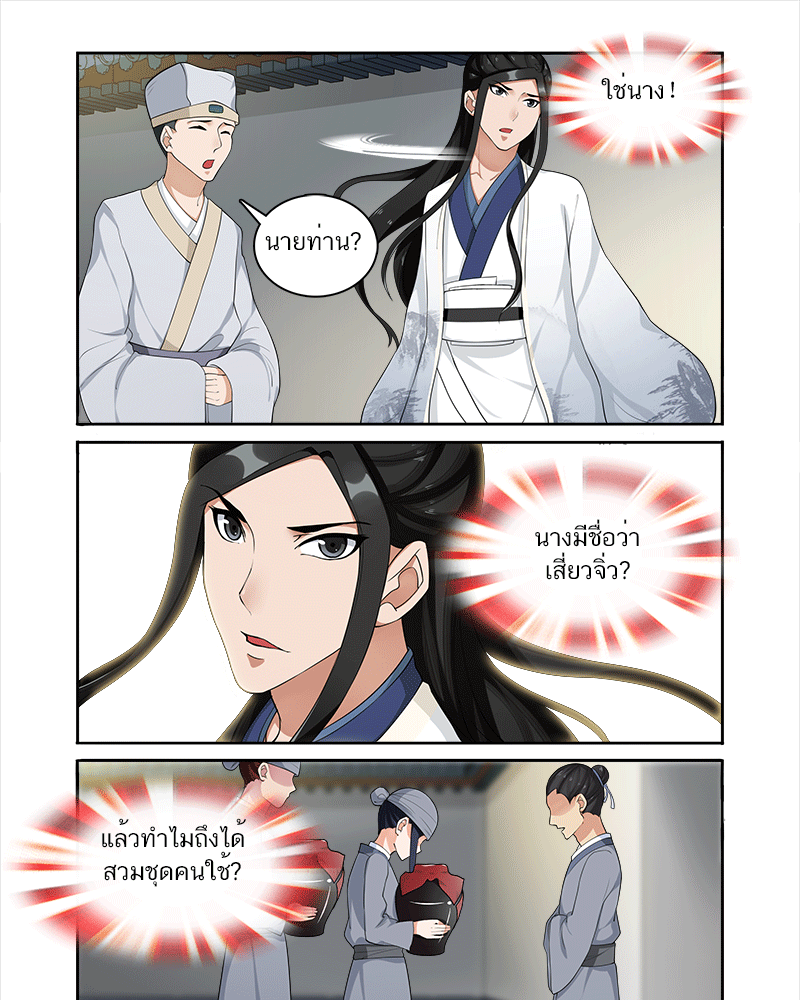 ใช่นาง!
นายท่าน?
นางมีชื่อว่า
เสี่ยวจิ่ว?
แล้วทำไมถึงได้
สวมชุดคนใช้?